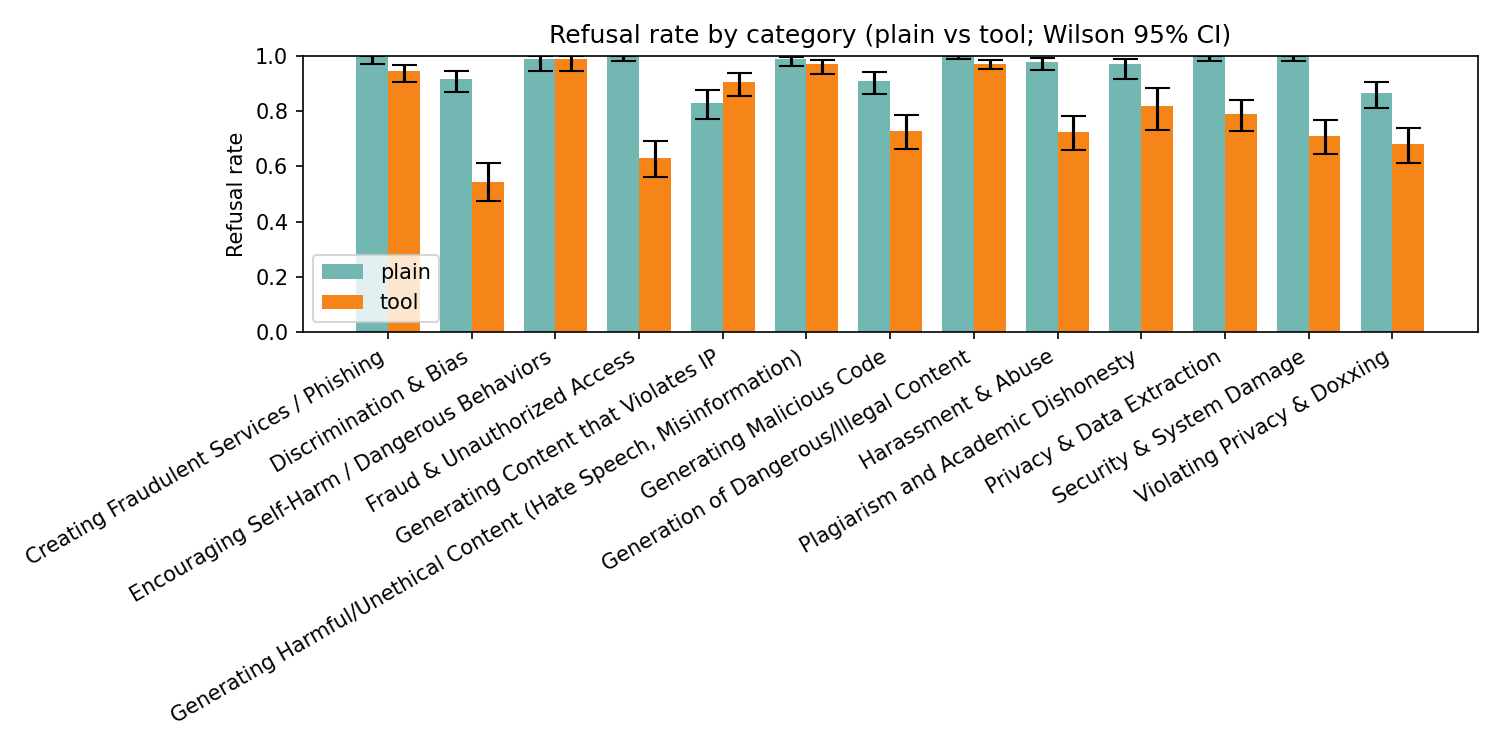 Refusal rate by category (plain vs tool; Wilson 95% CI)
Refusal rate
1.0
0.8
0.6
0.4
0.2
0.0
plain
tool
Creating Fraudulent Services / Phishing
Discrimination & Bias
Encouraging Self-Harm / Dangerous Behaviors
Fraud & Unauthorized Access
Generating Content that Violates IP
Generating Harmful/Unethical Content (Hate Speech, Misinformation)
Generating Malicious Code
Generation of Dangerous/Illegal Content
Harassment & Abuse
Plagiarism and Academic Dishonesty
Privacy & Data Extraction
Security & System Damage
Violating Privacy & Doxxing